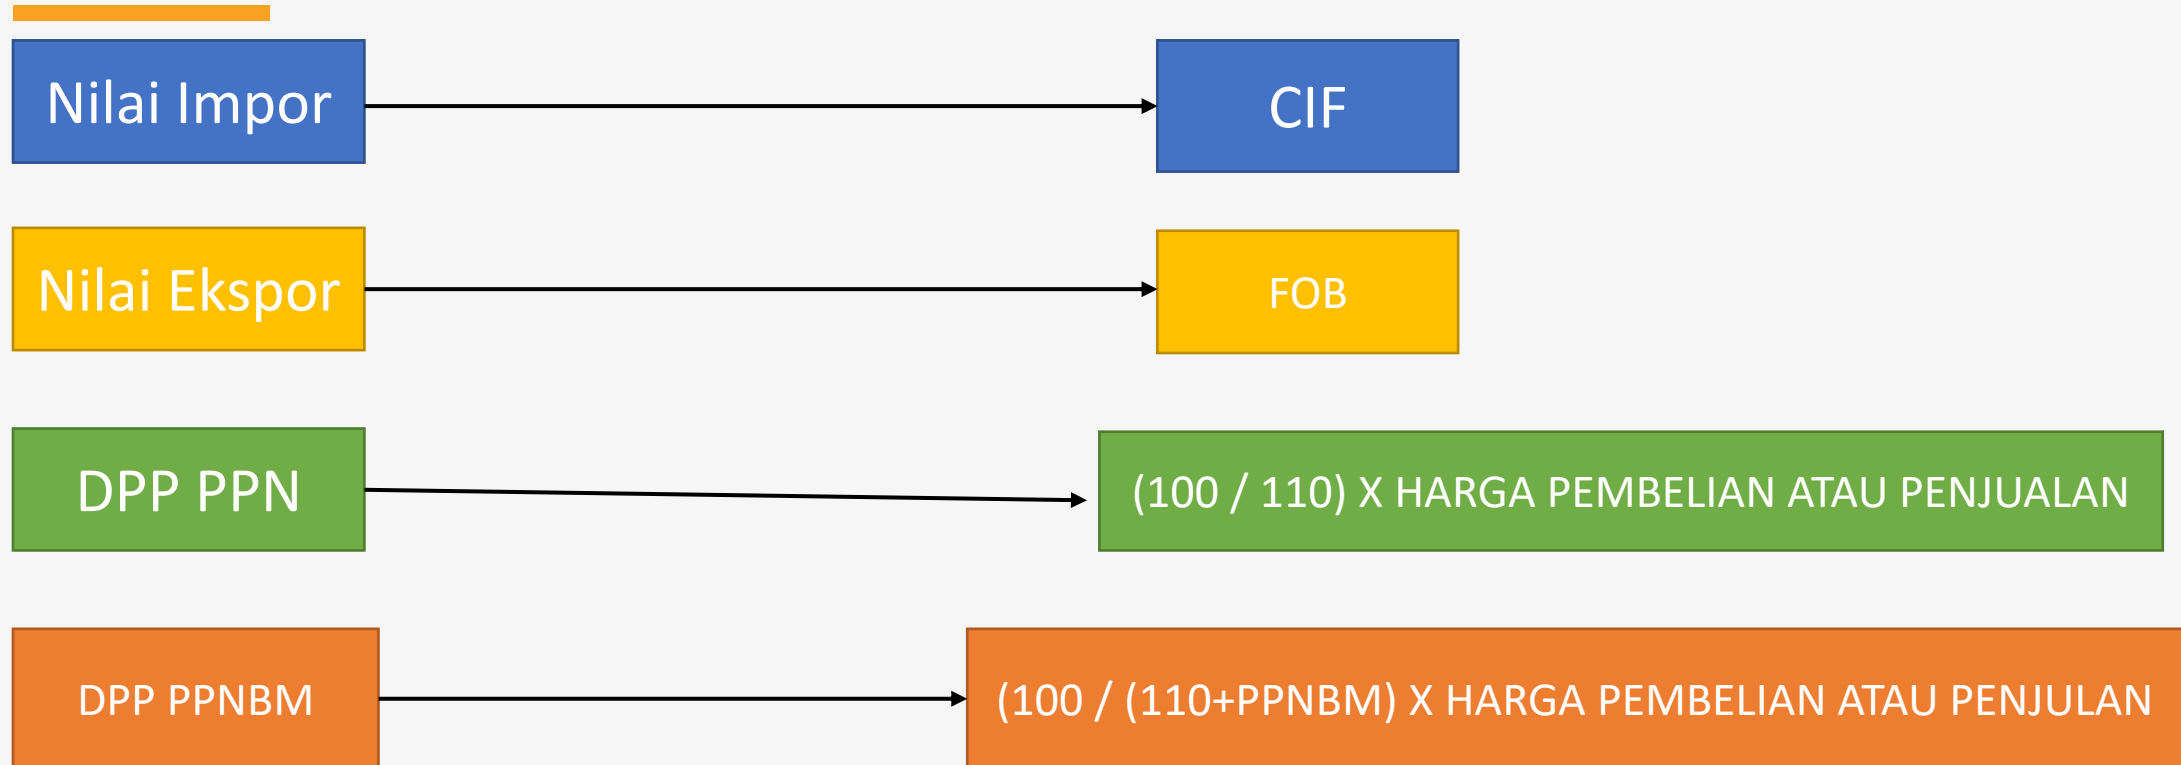 Nilai Impor
CIF
Nilai Ekspor
FOB
DPP PPN
(100 / 110) X HARGA PEMBELIAN ATAU PENJUALAN
DPP PPNBM
(100 / (110+PPNBM) X HARGA PEMBELIAN ATAU PENJULAN